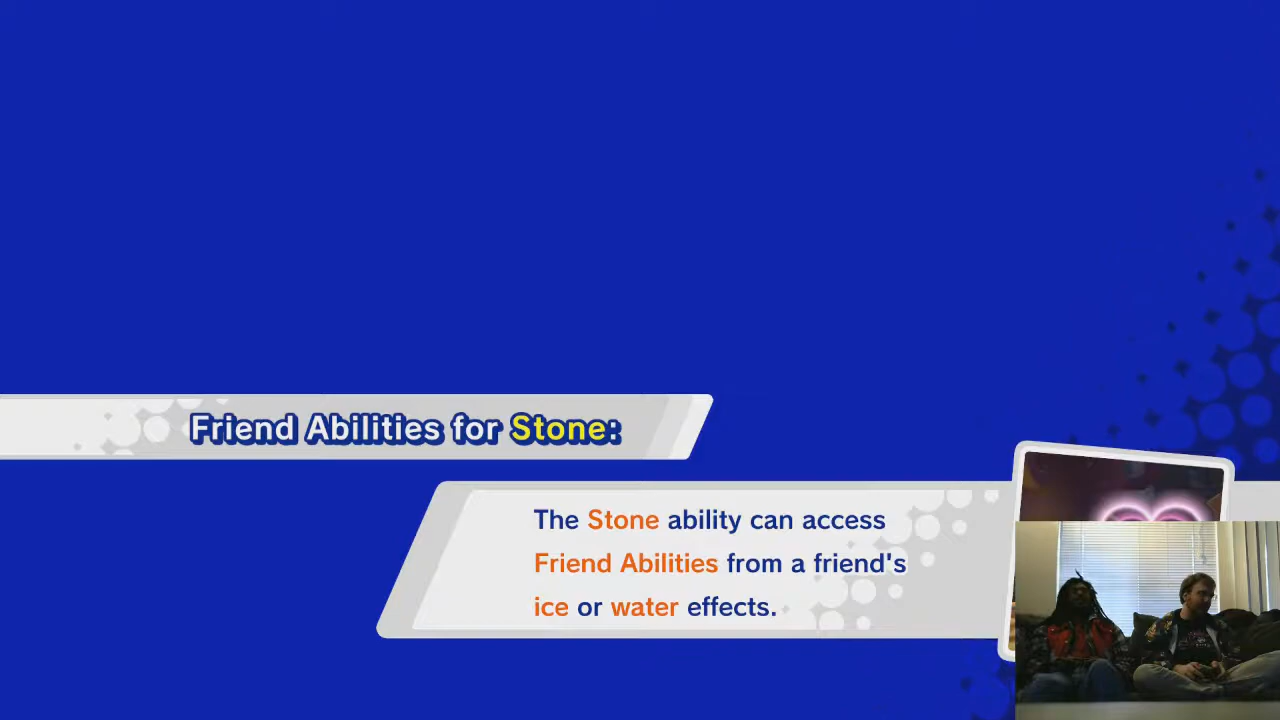 Friend Abilities for Stone:
The Stone ability can access
Friend Abilities from a friend's
ice or water effects.